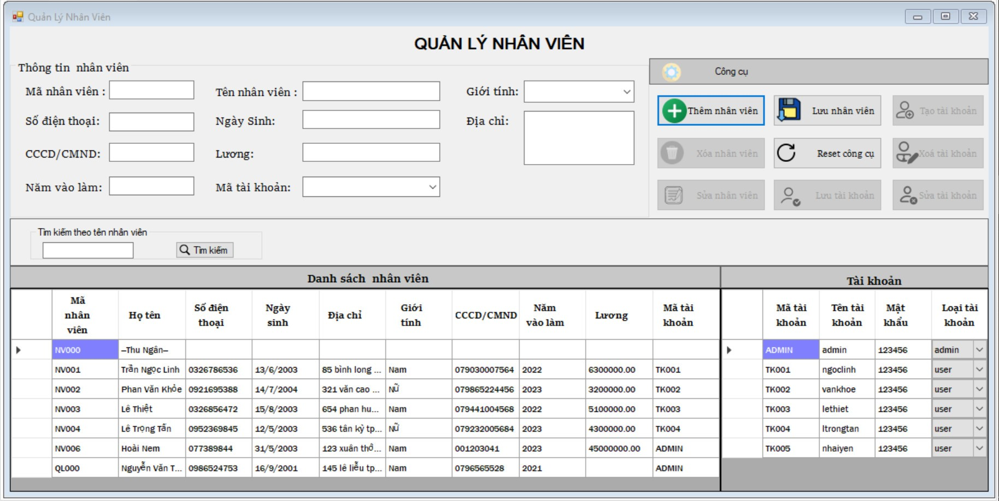 Quản Lý Nhân Viên
QUẢN LÝ NHÂN VIÊN
Thông tin nhân viên
Mã nhân viên :
Tên nhân viên :
Giới tính:
Số điện thoại:
Ngày Sinh:
Địa chỉ:
CCCD/CMND:
Lương:
Năm vào làm:
Mã tài khoản:
Công cụ
Thêm nhân viên
Lưu nhân viên
Tạo tài khoản
Xóa nhân viên
Reset công cụ
Xoá tài khoản
Sửa nhân viên
Lưu tài khoản
Sửa tài khoản
Tìm kiếm theo tên nhân viên
Tìm kiếm
Danh sách nhân viên
Mã nhân viên Họ tên Số điện thoại Ngày sinh Địa chỉ Giới tính CCCD/CMND Năm vào làm Lương Mã tài khoản
NV000 –Thu Ngân–
NV001 Trần Ngọc Linh 0326786536 13/6/2003 85 bình long ... Nam 079030007564 2022 6300000.00 TK001
NV002 Phan Văn Khỏe 0921695388 14/7/2004 321 văn cao ... Nữ 079865224456 2023 3200000.00 TK002
NV003 Lê Thiệt 0326856472 15/8/2003 654 phan hu... Nam 079441004568 2022 5100000.00 TK003
NV004 Lê Trọng Tấn 0952369845 12/5/2003 536 tân kỳ tp... Nữ 079232005684 2023 4300000.00 TK004
NV006 Hoài Nem 077389844 31/5/2003 123 xuân thớ... Nam 001203041 2023 45000000.00 ADMIN
QL000 Nguyễn Văn T... 0986524753 16/9/2001 145 lê liễu tp... Nam 0796565528 2021 ADMIN
Tài khoản
Mã tài khoản Tên tài khoản Mật khẩu Loại tài khoản
ADMIN admin 123456 admin
TK001 ngoclinh 123456 user
TK002 vankhoe 123456 user
TK003 lethiet 123456 user
TK004 ltrongtan 123456 user
TK005 nhaiyen 123456 user